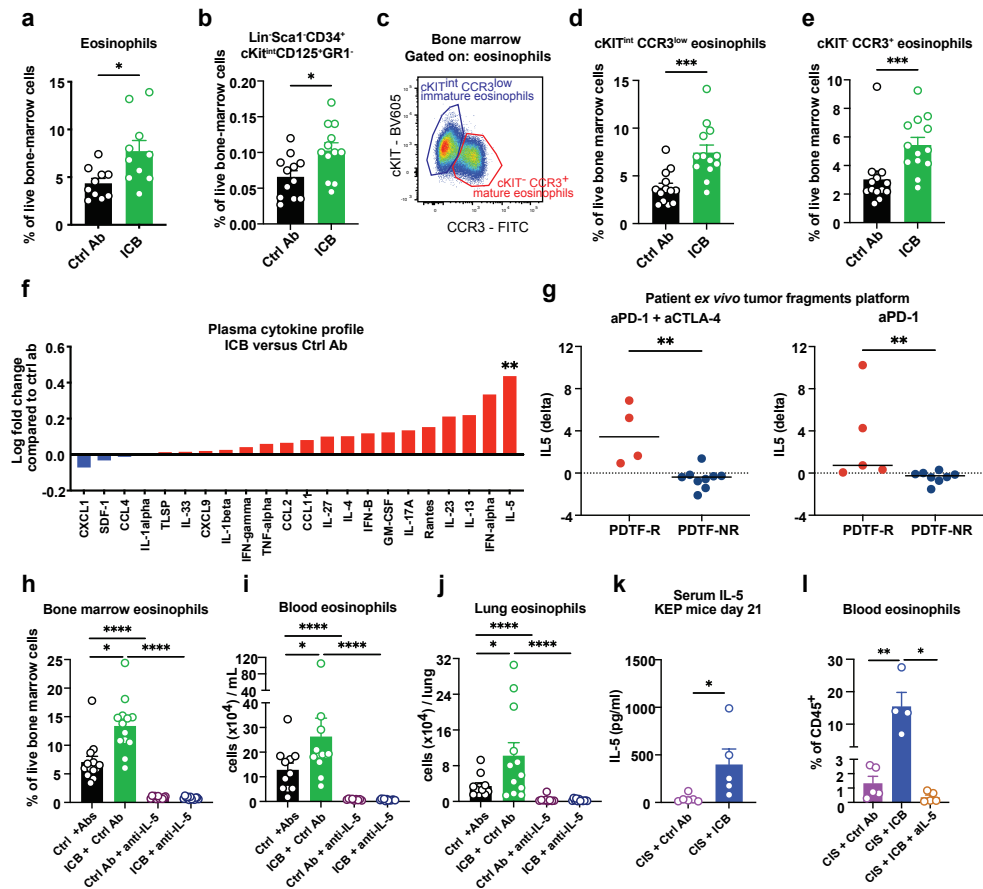 a
Eosinophils
*
% of live bone-marrow cells
15
10
5
0
Ctrl Ab
ICB
b
Lin-Sca1-CD34+
cKitintCD125+GR1-
*
% of live bone-marrow cells
0.20
0.15
0.10
0.05
0.00
Ctrl Ab
ICB
c
Bone marrow
Gated on: eosinophils
cKITint CCR3low
immature eosinophils
cKIT- CCR3+
mature eosinophils
cKIT - BV605
CCR3 - FITC
d
cKITint CCR3low eosinophils
***
% of live bone marrow cells
20
15
10
5
0
Ctrl Ab
ICB
e
cKIT- CCR3+ eosinophils
***
% of live bone marrow cells
12
10
8
6
4
2
0
Ctrl Ab
ICB
f
Plasma cytokine profile
ICB versus Ctrl Ab
Log fold change
compared to ctrl ab
0.6
0.4
0.2
0.0
-0.2
**
CXCL1
SDF-1
CCL4
IL-1alpha
TLSP
IL-33
CXCL9
IL-1beta
IFN-gamma
TNF-alpha
CCL2
CCL11
IL-27
IL-4
IFN-B
GM-CSF
IL-17A
Rantes
IL-23
IL-13
IFN-alpha
IL-5
g
Patient ex vivo tumor fragments platform
aPD-1 + aCTLA-4
**
IL5 (delta)
12
8
4
0
-4
PDTF-R
PDTF-NR
aPD-1
**
IL5 (delta)
12
8
4
0
-4
PDTF-R
PDTF-NR
h
Bone marrow eosinophils
****
*
****
% of live bone marrow cells
25
20
15
10
5
0
Ctrl +Abs
ICB + Ctrl Ab
Ctrl Ab + anti-IL-5
ICB + anti-IL-5
i
Blood eosinophils
****
*
****
cells (x10⁴) / mL
120
100
80
60
40
30
20
10
0
Ctrl +Abs
ICB + Ctrl Ab
Ctrl Ab + anti-IL-5
ICB + anti-IL-5
j
Lung eosinophils
****
*
****
cells (x10⁴) / lung
40
30
20
15
10
5
0
Ctrl +Abs
ICB + Ctrl Ab
Ctrl Ab + anti-IL-5
ICB + anti-IL-5
k
Serum IL-5
KEP mice day 21
*
IL-5 (pg/ml)
1500
1000
500
0
CIS + Ctrl Ab
CIS + ICB
l
Blood eosinophils
**
*
% of CD45+
30
20
10
2
1
0
CIS + Ctrl Ab
CIS + ICB
CIS + ICB + aIL-5